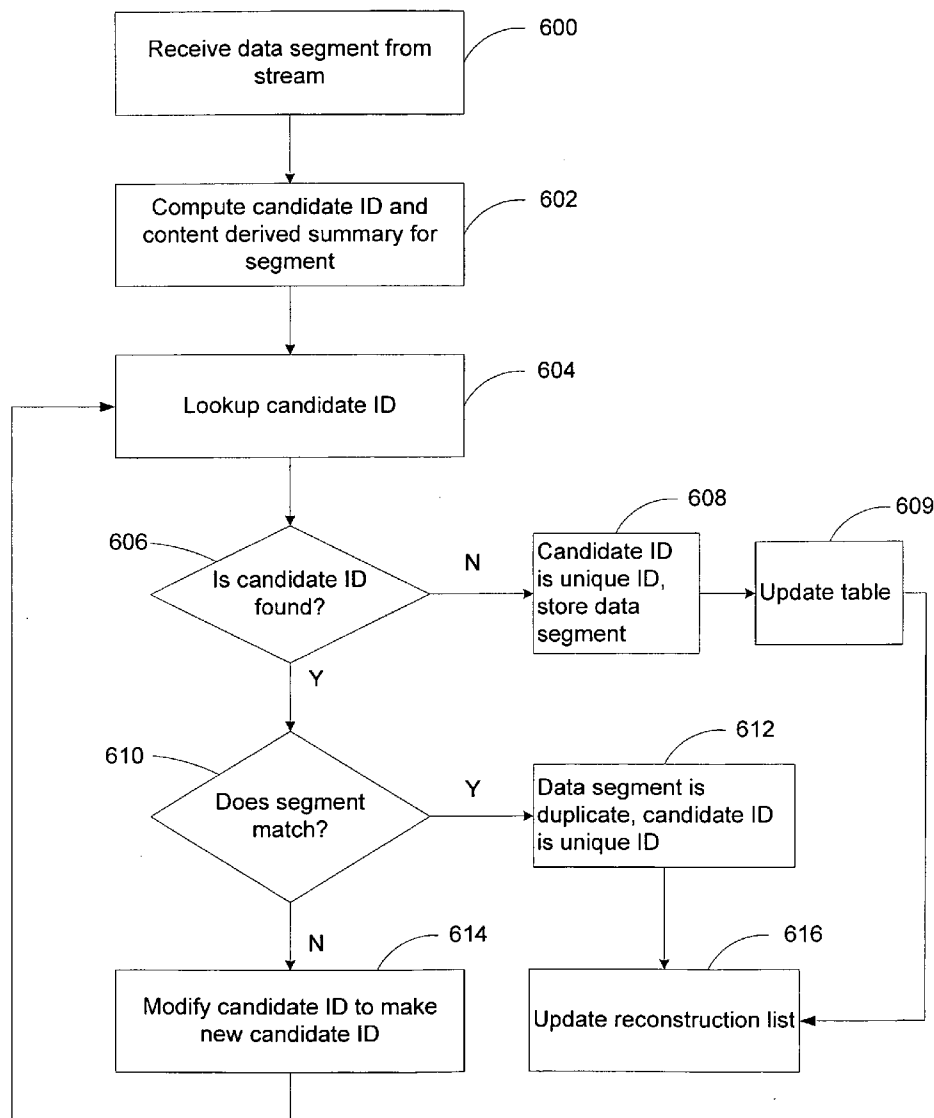 600
Receive data segment from
stream
602
Compute candidate ID and
content derived summary for
segment
604
Lookup candidate ID
606
Is candidate ID
found?
N
608
Candidate ID
is unique ID,
store data
segment
609
Update table
Y
610
Does segment
match?
Y
612
Data segment is
duplicate, candidate ID
is unique ID
N
614
Modify candidate ID to make
new candidate ID
616
Update reconstruction list